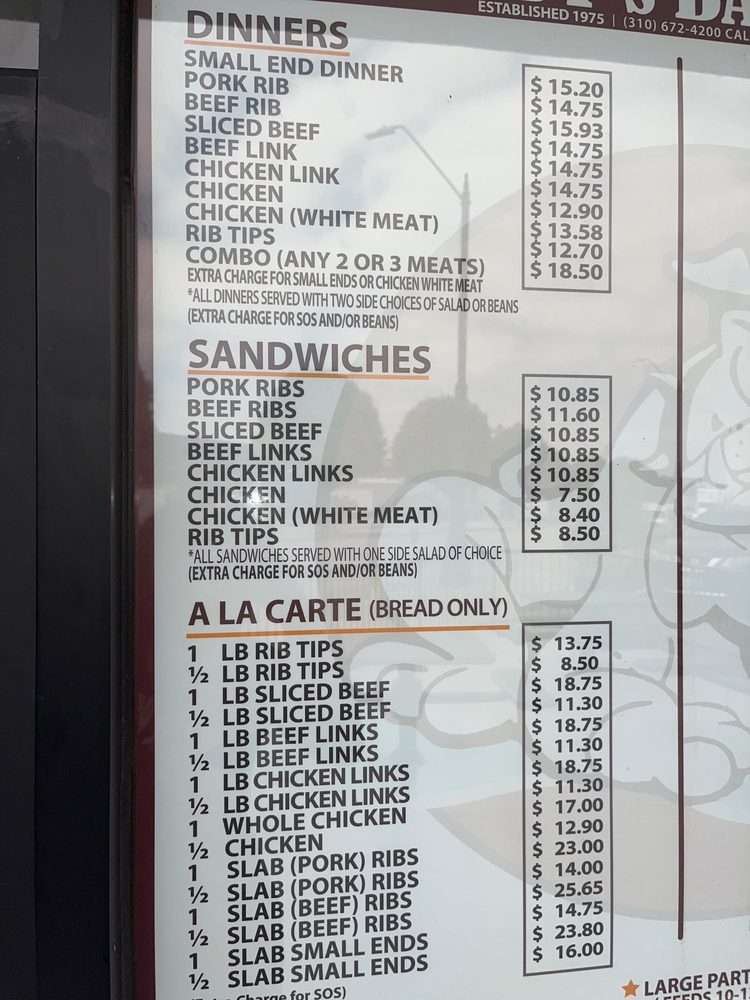 ESTABLISHED 1975 | (310) 672-4200 CAL
DINNERS
SMALL END DINNER $ 15.20
PORK RIB $ 14.75
BEEF RIB $ 15.93
SLICED BEEF $ 14.75
BEEF LINK $ 14.75
CHICKEN LINK $ 14.75
CHICKEN $ 12.90
CHICKEN (WHITE MEAT) $ 13.58
RIB TIPS $ 12.70
COMBO (ANY 2 OR 3 MEATS) $ 18.50
EXTRA CHARGE FOR SMALL ENDS OR CHICKEN WHITE MEAT
*ALL DINNERS SERVED WITH TWO SIDE CHOICES OF SALAD OR BEANS
(EXTRA CHARGE FOR SOS AND/OR BEANS)
SANDWICHES
PORK RIBS $ 10.85
BEEF RIBS $ 11.60
SLICED BEEF $ 10.85
BEEF LINKS $ 10.85
CHICKEN LINKS $ 10.85
CHICKEN $ 7.50
CHICKEN (WHITE MEAT) $ 8.40
RIB TIPS $ 8.50
*ALL SANDWICHES SERVED WITH ONE SIDE SALAD OF CHOICE
(EXTRA CHARGE FOR SOS AND/OR BEANS)
A LA CARTE (BREAD ONLY)
1 LB RIB TIPS $ 13.75
½ LB RIB TIPS $ 8.50
1 LB SLICED BEEF $ 18.75
½ LB SLICED BEEF $ 11.30
1 LB BEEF LINKS $ 18.75
½ LB BEEF LINKS $ 11.30
1 LB CHICKEN LINKS $ 18.75
½ LB CHICKEN LINKS $ 11.30
1 WHOLE CHICKEN $ 17.00
½ CHICKEN $ 12.90
1 SLAB (PORK) RIBS $ 23.00
½ SLAB (PORK) RIBS $ 14.00
1 SLAB (BEEF) RIBS $ 25.65
½ SLAB (BEEF) RIBS $ 14.75
1 SLAB SMALL ENDS $ 23.80
½ SLAB SMALL ENDS $ 16.00
(Extra Charge for SOS)
LARGE PART